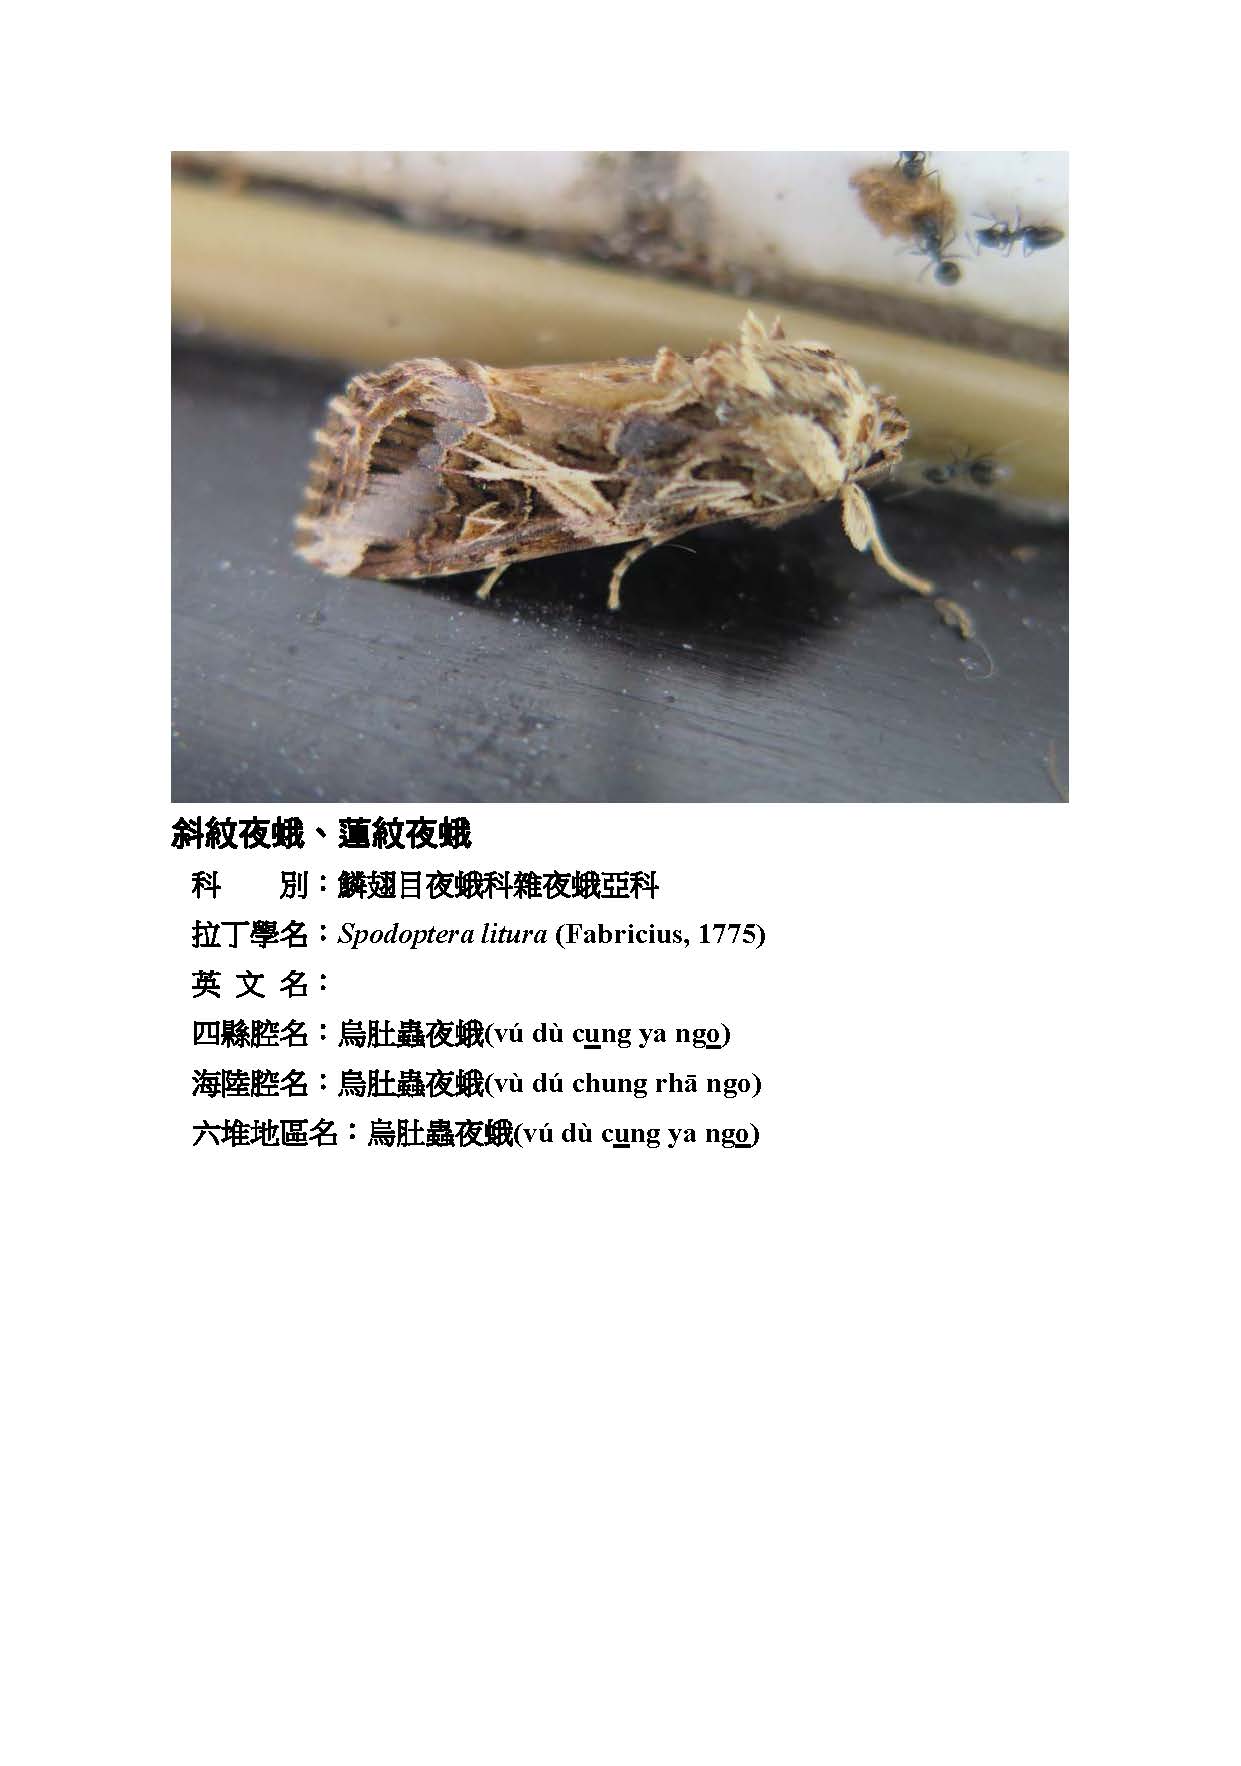 斜紋夜蛾、蓮紋夜蛾
科　　別：鱗翅目夜蛾科雜夜蛾亞科
拉丁學名：Spodoptera litura (Fabricius, 1775)
英 文 名：
四縣腔名：烏肚蟲夜蛾(vú dù cung ya ngo)
海陸腔名：烏肚蟲夜蛾(vù dú chung rhā ngo)
六堆地區名：烏肚蟲夜蛾(vú dù cung ya ngo)